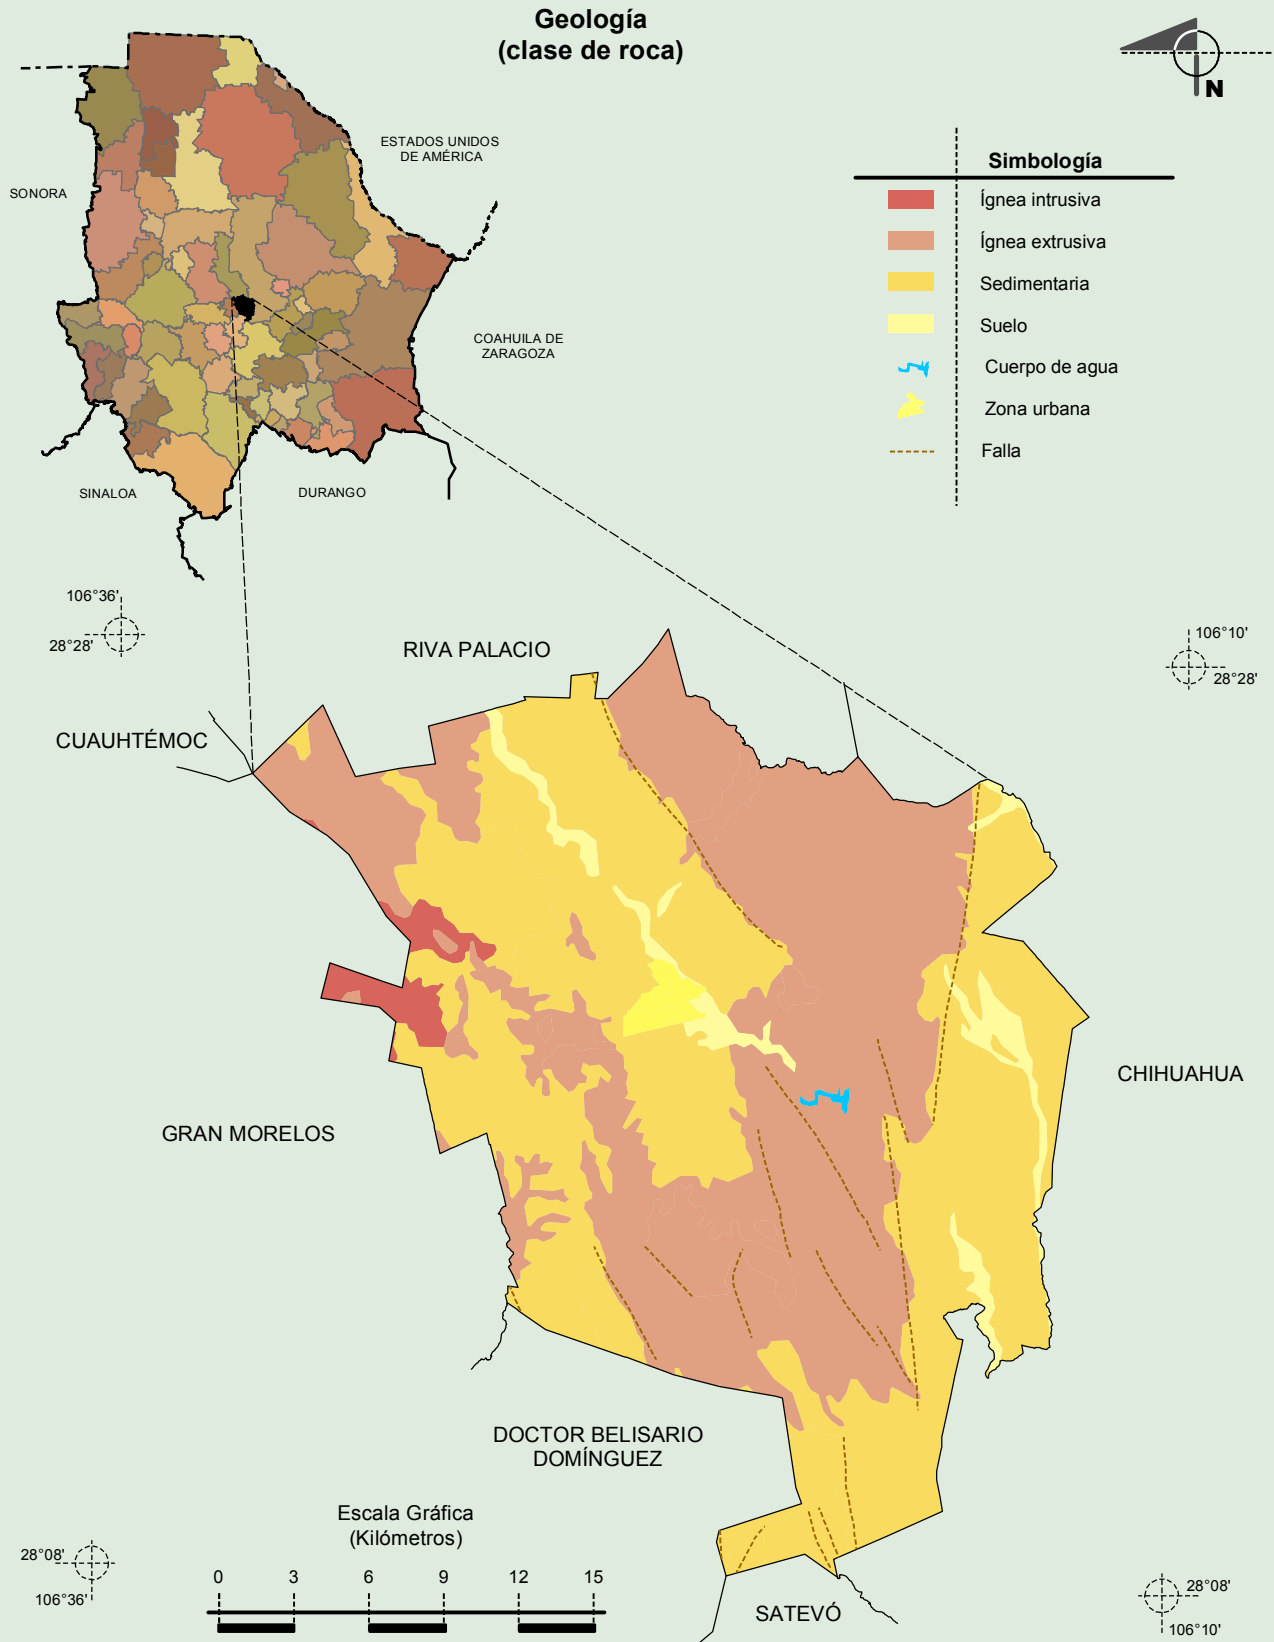 Geología
(clase de roca)
N
ESTADOS UNIDOS
DE AMÉRICA
SONORA
COAHUILA DE
ZARAGOZA
SINALOA
DURANGO
Simbología
Ígnea intrusiva
Ígnea extrusiva
Sedimentaria
Suelo
Cuerpo de agua
Zona urbana
Falla
106°36'
28°28'
106°10'
28°28'
RIVA PALACIO
CUAUHTÉMOC
CHIHUAHUA
GRAN MORELOS
DOCTOR BELISARIO
DOMÍNGUEZ
SATEVÓ
Escala Gráfica
(Kilómetros)
0 3 6 9 12 15
28°08'
106°36'
28°08'
106°10'